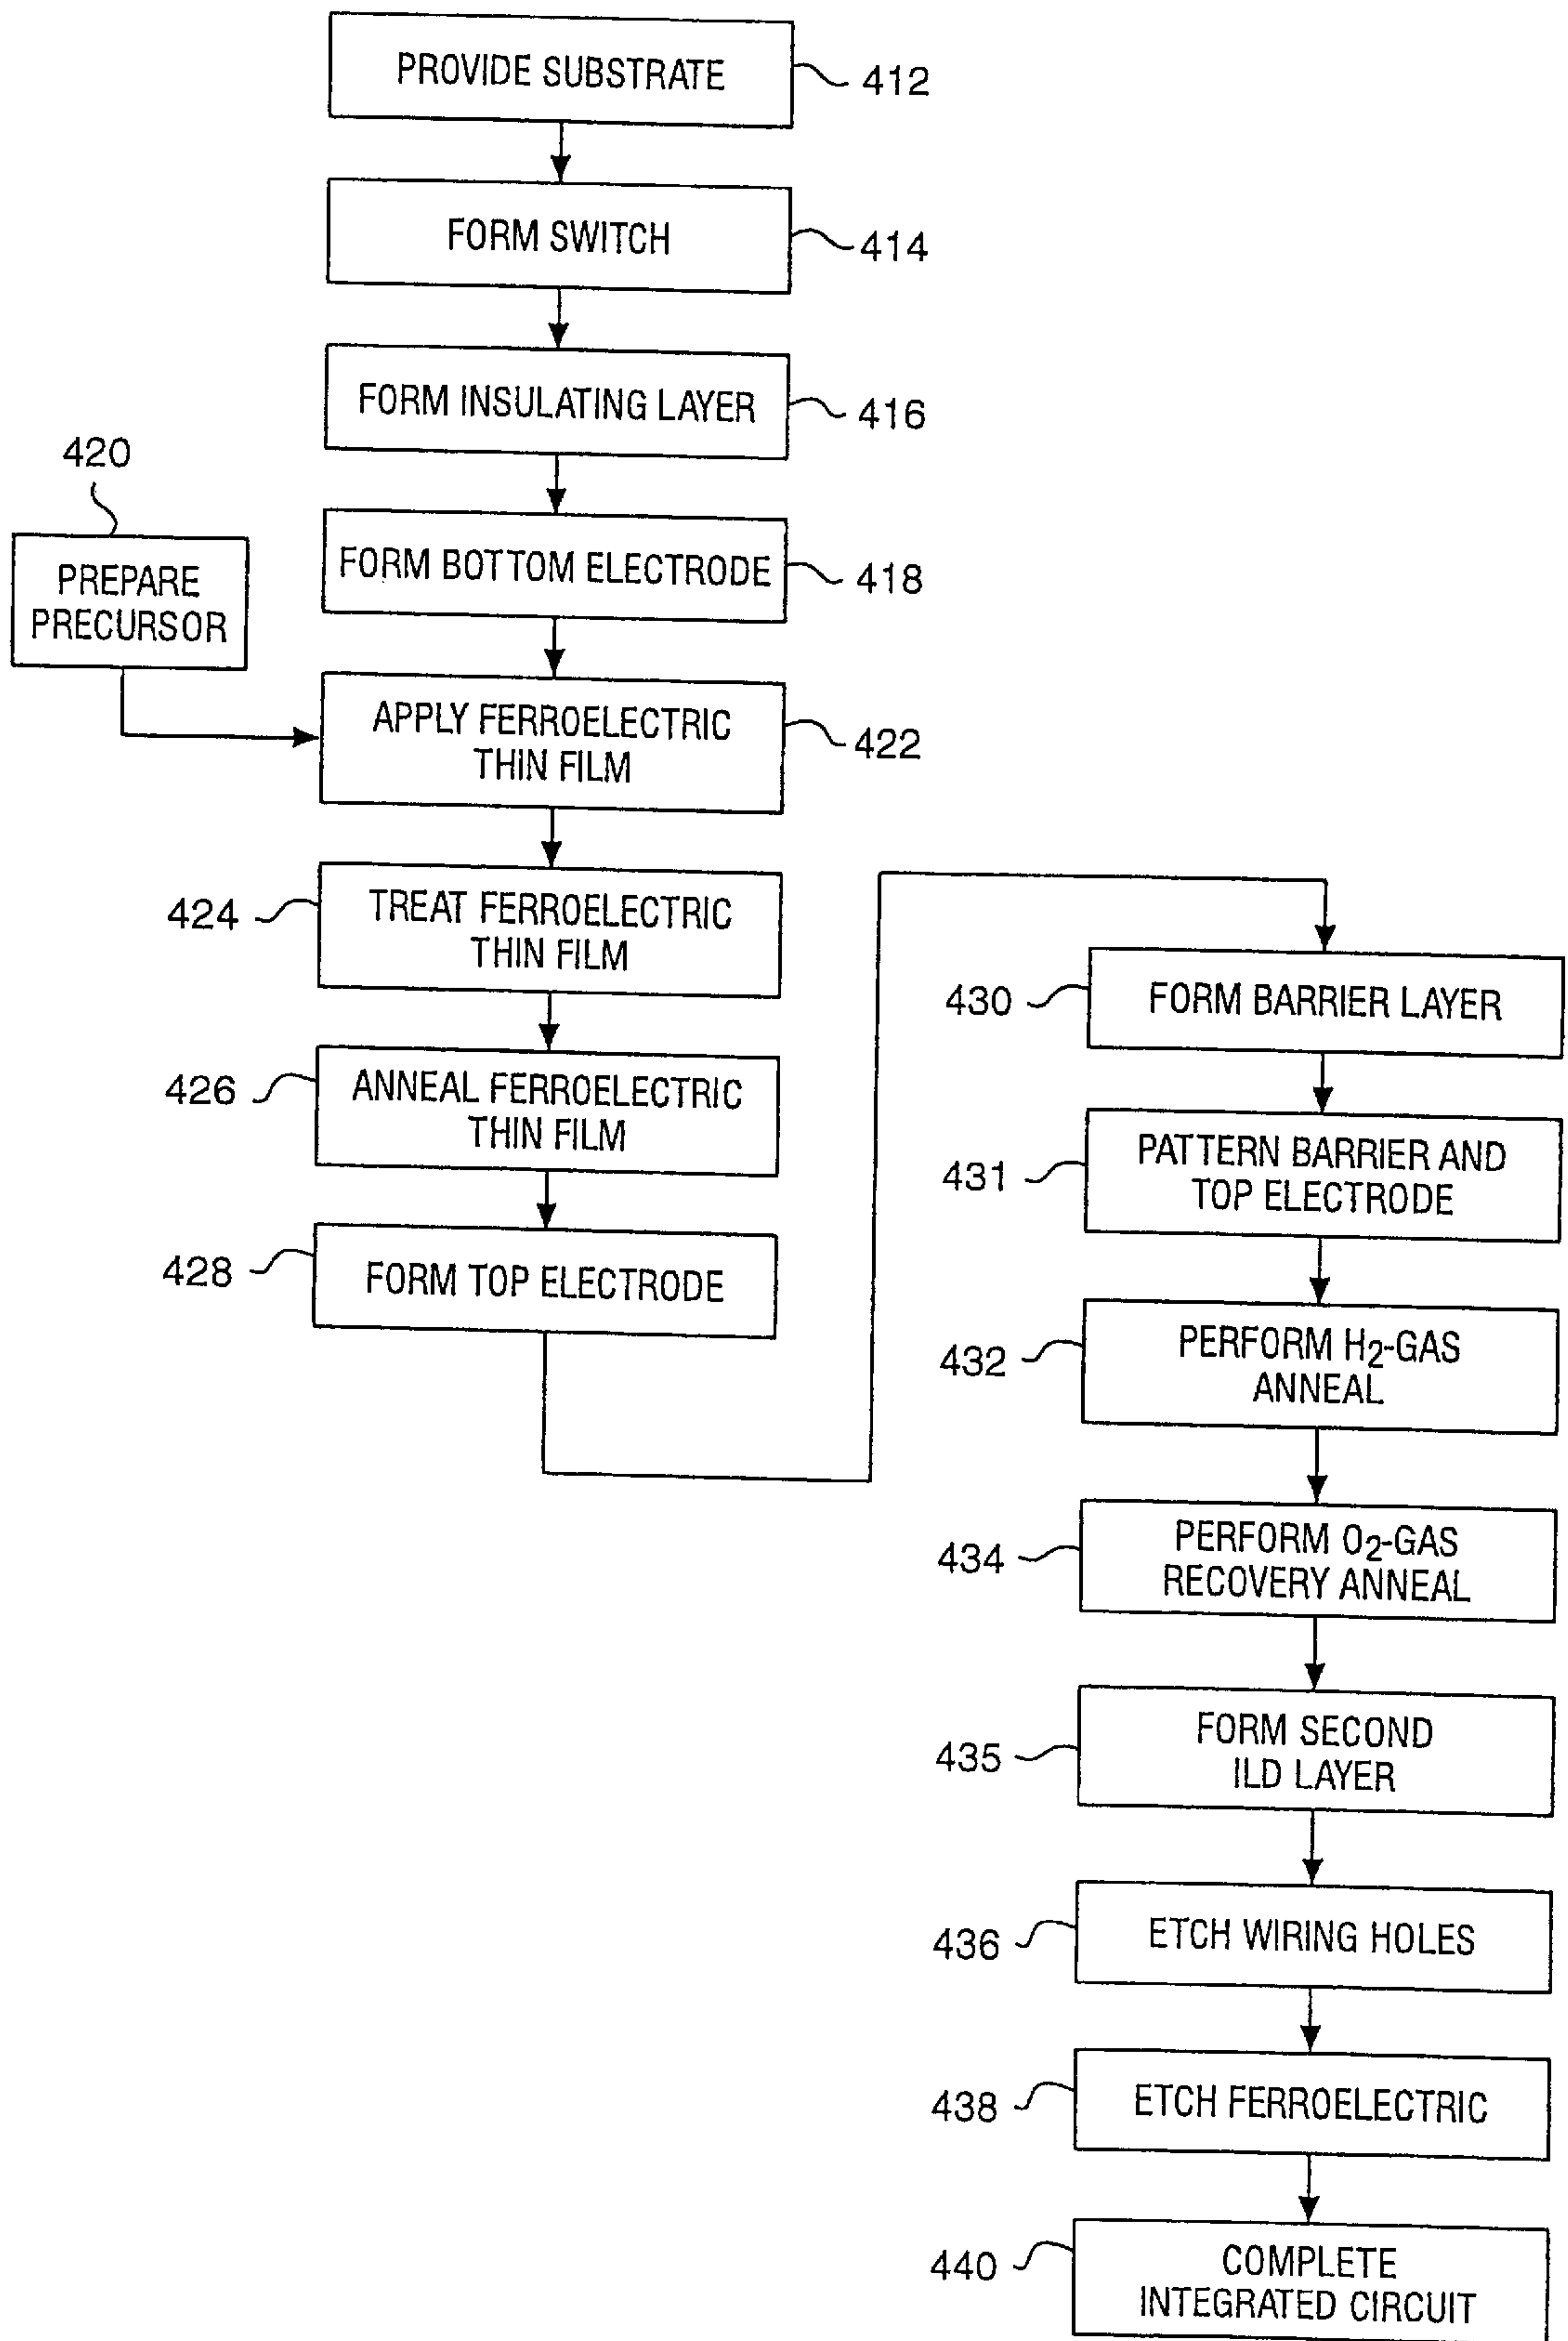 PROVIDE SUBSTRATE
412
FORM SWITCH
414
FORM INSULATING LAYER
416
420
PREPARE
PRECURSOR
FORM BOTTOM ELECTRODE
418
APPLY FERROELECTRIC
THIN FILM
422
424
TREAT FERROELECTRIC
THIN FILM
426
ANNEAL FERROELECTRIC
THIN FILM
428
FORM TOP ELECTRODE
430
FORM BARRIER LAYER
431
PATTERN BARRIER AND
TOP ELECTRODE
432
PERFORM H₂-GAS
ANNEAL
434
PERFORM O₂-GAS
RECOVERY ANNEAL
435
FORM SECOND
ILD LAYER
436
ETCH WIRING HOLES
438
ETCH FERROELECTRIC
440
COMPLETE
INTEGRATED CIRCUIT